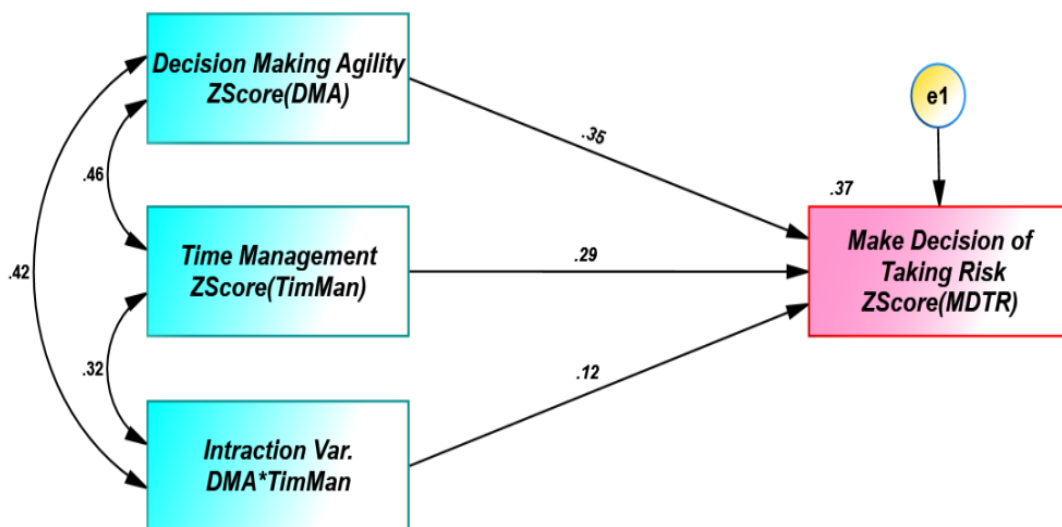 Decision Making Agility
ZScore(DMA)
e1
.35
.46
.37
Time Management
ZScore(TimMan)
.29
Make Decision of
Taking Risk
ZScore(MDTR)
.42
.32
.12
Intraction Var.
DMA*TimMan